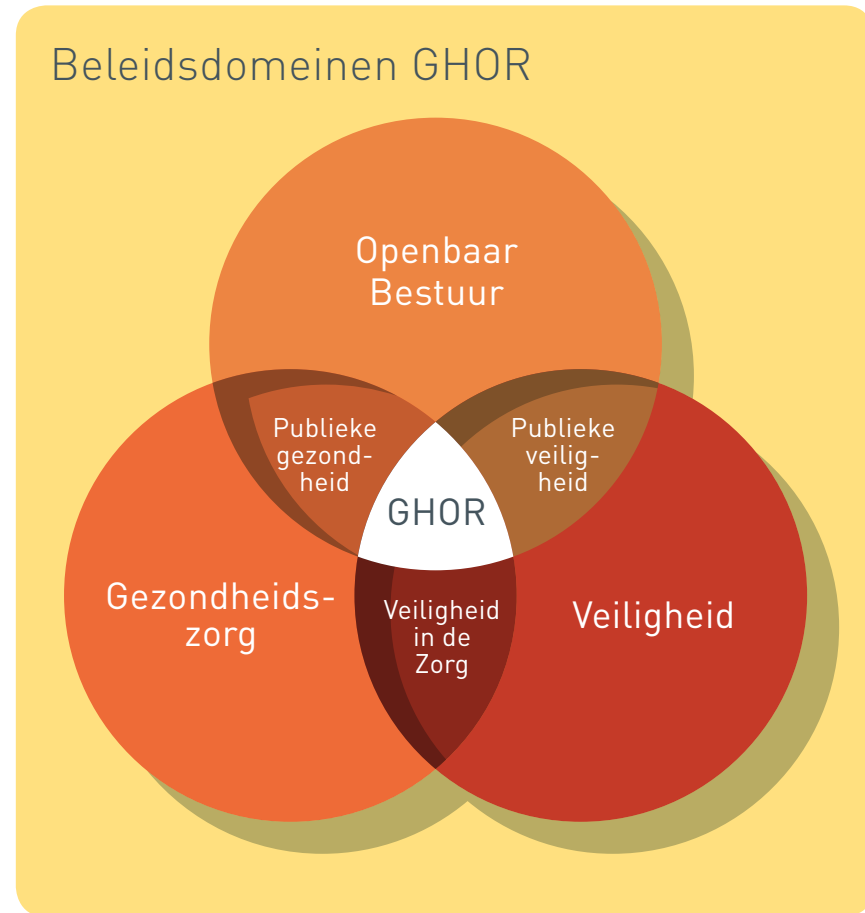 Beleidsdomeinen GHOR
Openbaar
Bestuur
Publieke
gezond-
heid
Publieke
veilig-
heid
GHOR
Gezondheids-
zorg
Veiligheid
in de
Zorg
Veiligheid